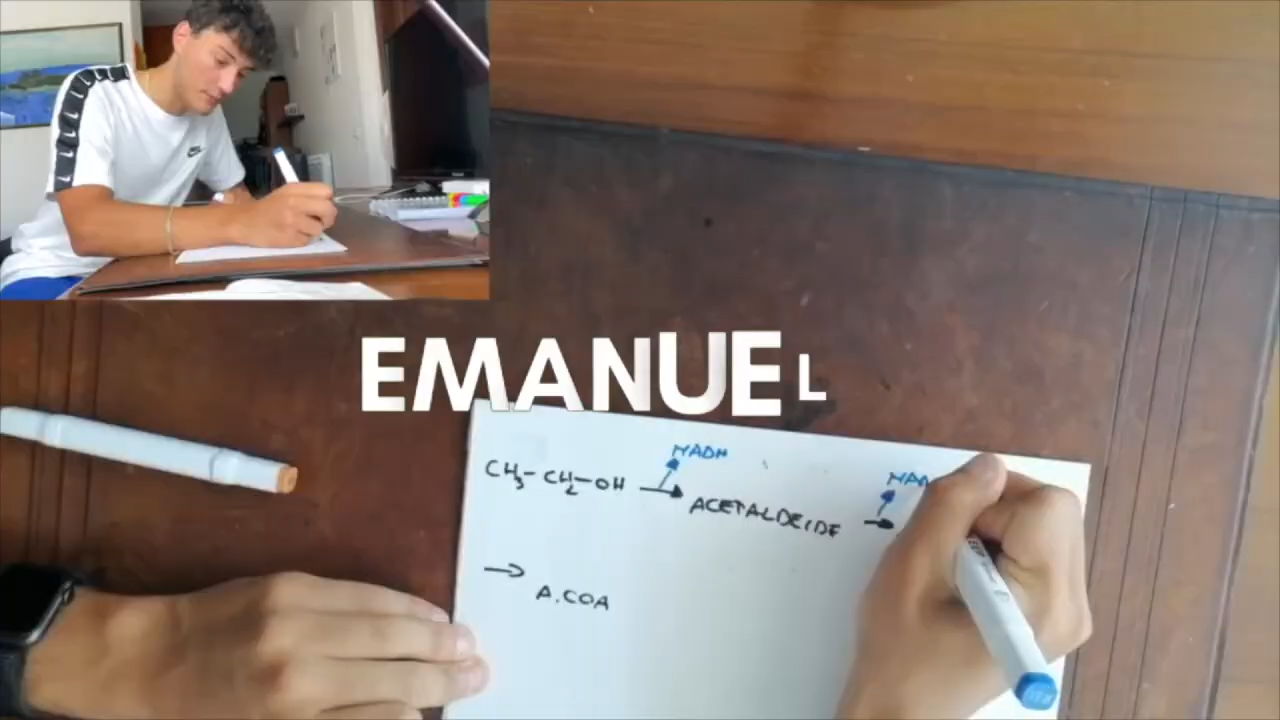 EMANUEL
NADH
CH3-CH2-OH → ACETALDEIDE →
→ A.COA